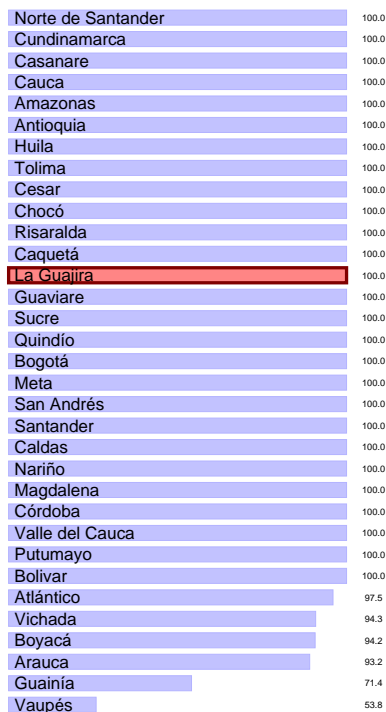 Norte de Santander 100.0
Cundinamarca 100.0
Casanare 100.0
Cauca 100.0
Amazonas 100.0
Antioquia 100.0
Huila 100.0
Tolima 100.0
Cesar 100.0
Chocó 100.0
Risaralda 100.0
Caquetá 100.0
La Guajira 100.0
Guaviare 100.0
Sucre 100.0
Quindío 100.0
Bogotá 100.0
Meta 100.0
San Andrés 100.0
Santander 100.0
Caldas 100.0
Nariño 100.0
Magdalena 100.0
Córdoba 100.0
Valle del Cauca 100.0
Putumayo 100.0
Bolivar 100.0
Atlántico 97.5
Vichada 94.3
Boyacá 94.2
Arauca 93.2
Guainía 71.4
Vaupés 53.8